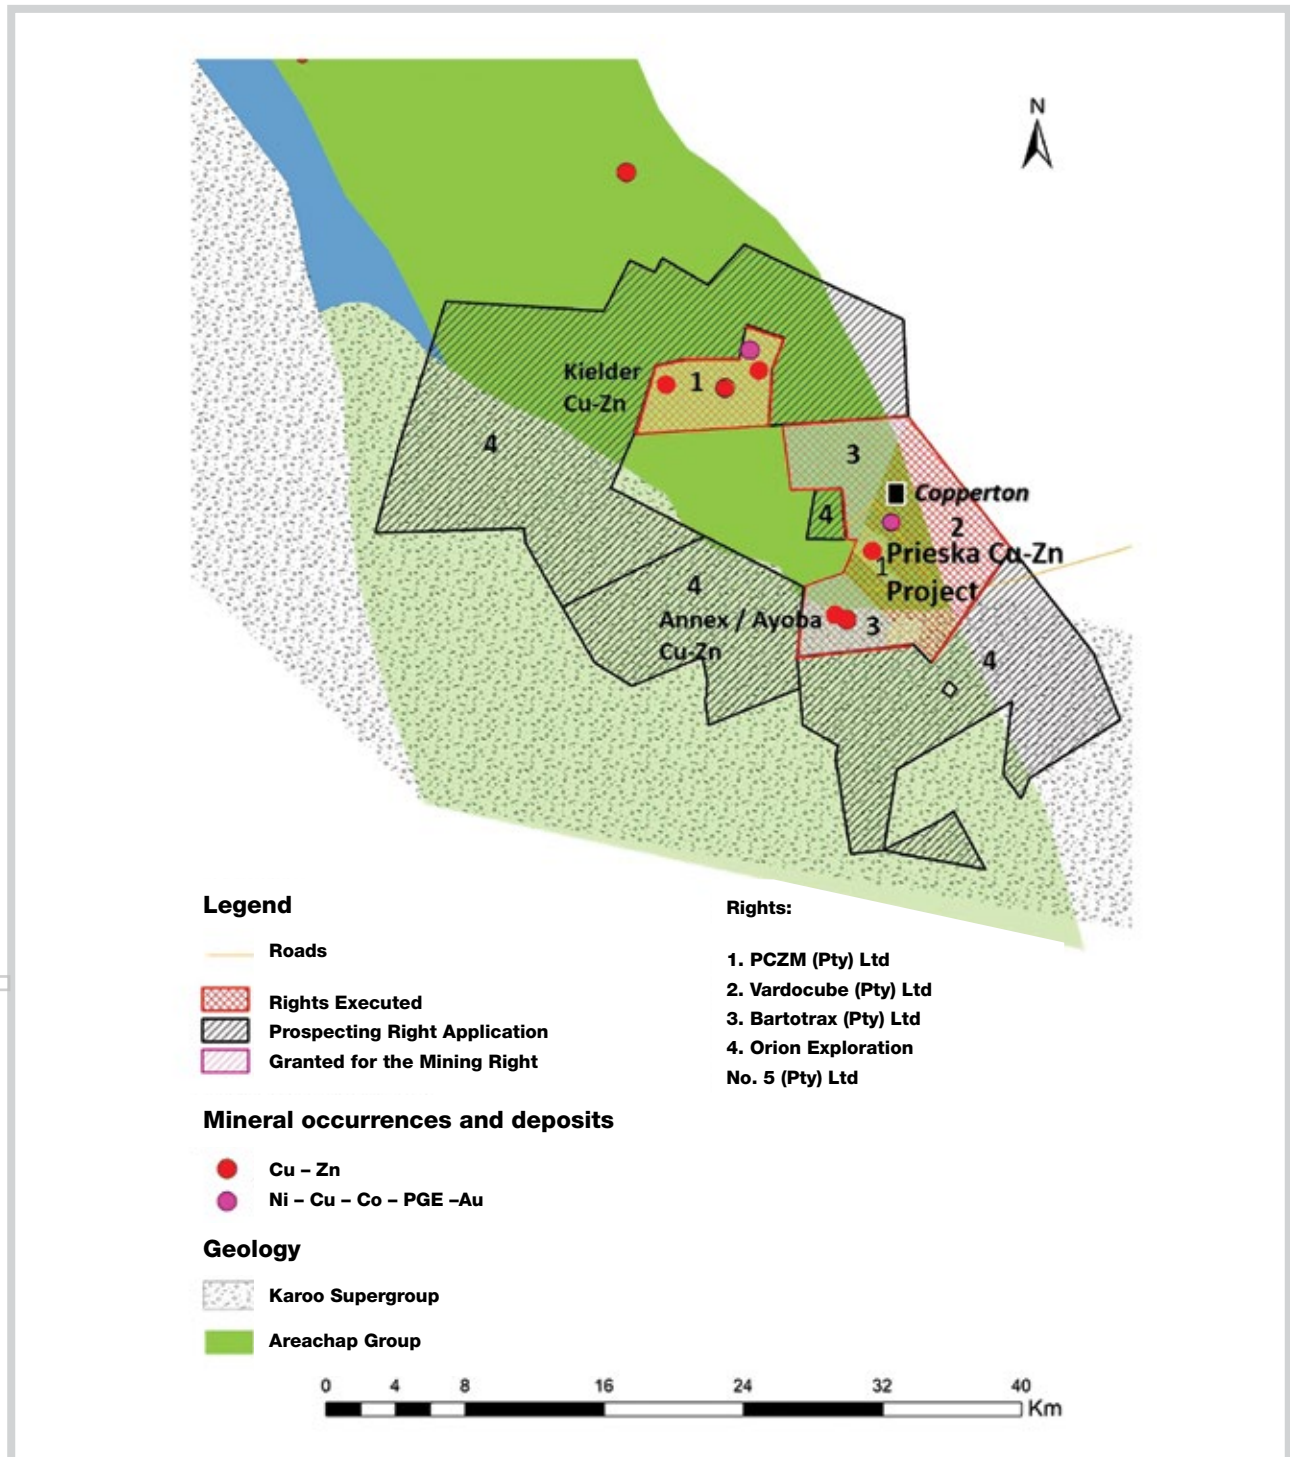 N
Kielder
Cu-Zn
1
4
3
4
Copperton
2
1
Prieska Cu-Zn
Project
4
Annex / Ayoba
Cu-Zn
3
4
Legend
Roads
Rights Executed
Prospecting Right Application
Granted for the Mining Right
Rights:
1. PCZM (Pty) Ltd
2. Vardocube (Pty) Ltd
3. Bartotrax (Pty) Ltd
4. Orion Exploration
No. 5 (Pty) Ltd
Mineral occurrences and deposits
Cu – Zn
Ni – Cu – Co – PGE –Au
Geology
Karoo Supergroup
Areachap Group
0 4 8 16 24 32 40
Km